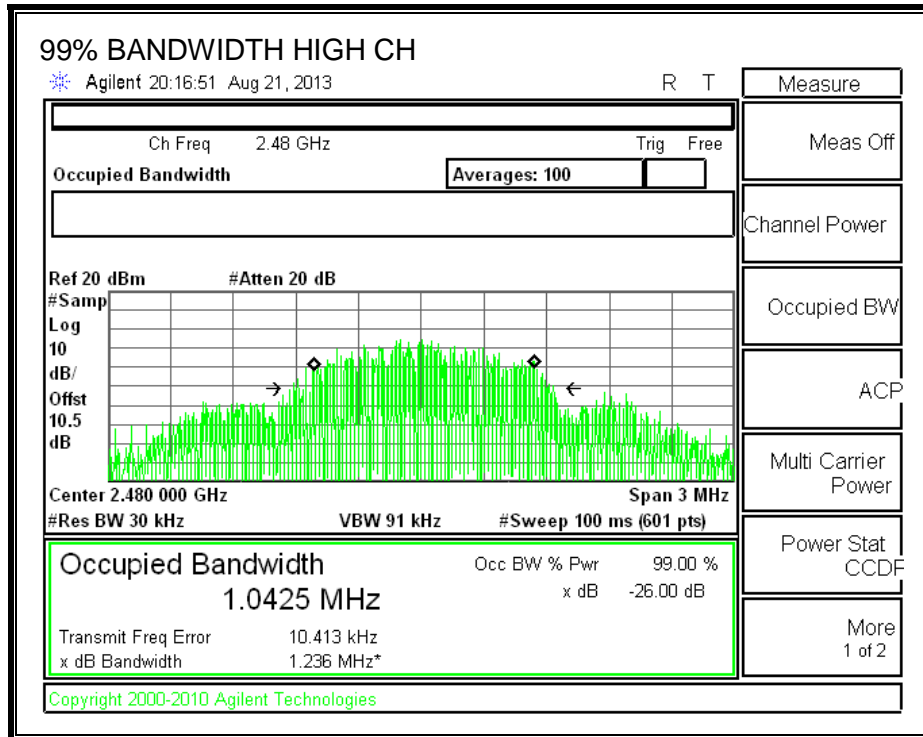 99% BANDWIDTH HIGH CH
Agilent 20:16:51 Aug 21, 2013 R T
Measure
Ch Freq 2.48 GHz Trig Free
Meas Off
Occupied Bandwidth Averages: 100
Channel Power
Ref 20 dBm #Atten 20 dB
#Samp
Log
10
dB/
Offst
10.5
dB
Occupied BW
ACP
Multi Carrier
Power
Center 2.480 000 GHz Span 3 MHz
#Res BW 30 kHz VBW 91 kHz #Sweep 100 ms (601 pts)
Power Stat
CCDF
Occupied Bandwidth Occ BW % Pwr 99.00 %
1.0425 MHz x dB -26.00 dB
Transmit Freq Error 10.413 kHz
x dB Bandwidth 1.236 MHz*
More
1 of 2
Copyright 2000-2010 Agilent Technologies